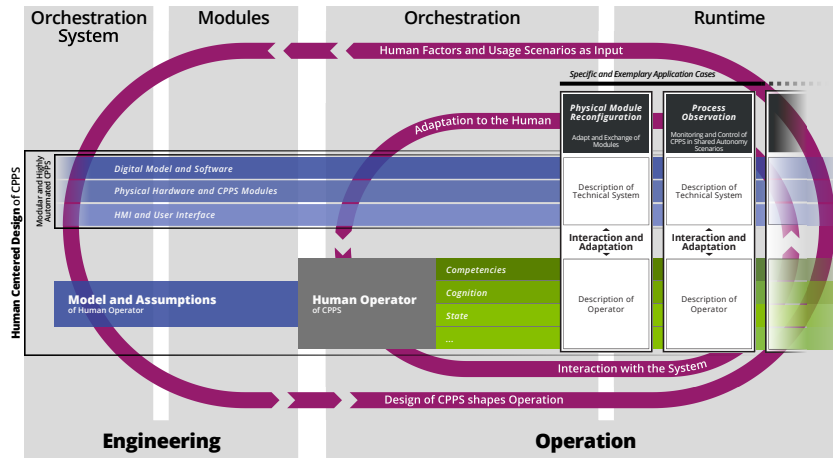 Orchestration
System
Modules
Orchestration
Runtime
Human Factors and Usage Scenarios as Input
Specific and Exemplary Application Cases
Adaptation to the Human
Physical Module
Reconfiguration
Adapt and Exchange of
Modules
Process
Observation
Monitoring and Control of
CPPS in Shared Autonomy
Scenarios
Human Centered Design of CPPS
Modular and Highly
Automated CPPS
Digital Model and Software
Physical Hardware and CPPS Modules
HMI and User Interface
Description of
Technical System
Description of
Technical System
Interaction and
Adaptation
Interaction and
Adaptation
Model and Assumptions
of Human Operator
Human Operator
of CPPS
Competencies
Cognition
State
...
Description of
Operator
Description of
Operator
Interaction with the System
Design of CPPS shapes Operation
Engineering
Operation